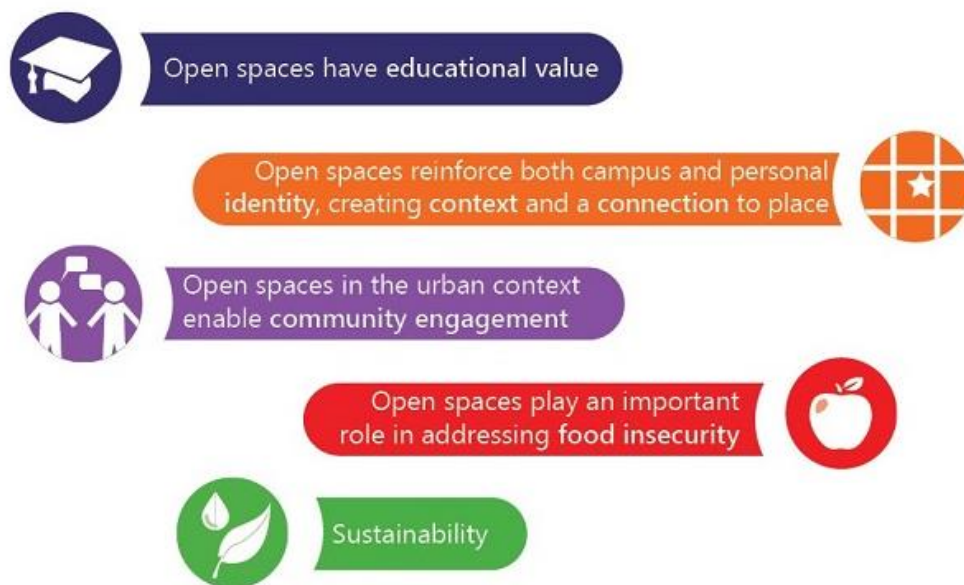 Open spaces have educational value
Open spaces reinforce both campus and personal
identity, creating context and a connection to place
Open spaces in the urban context
enable community engagement
Open spaces play an important
role in addressing food insecurity
Sustainability